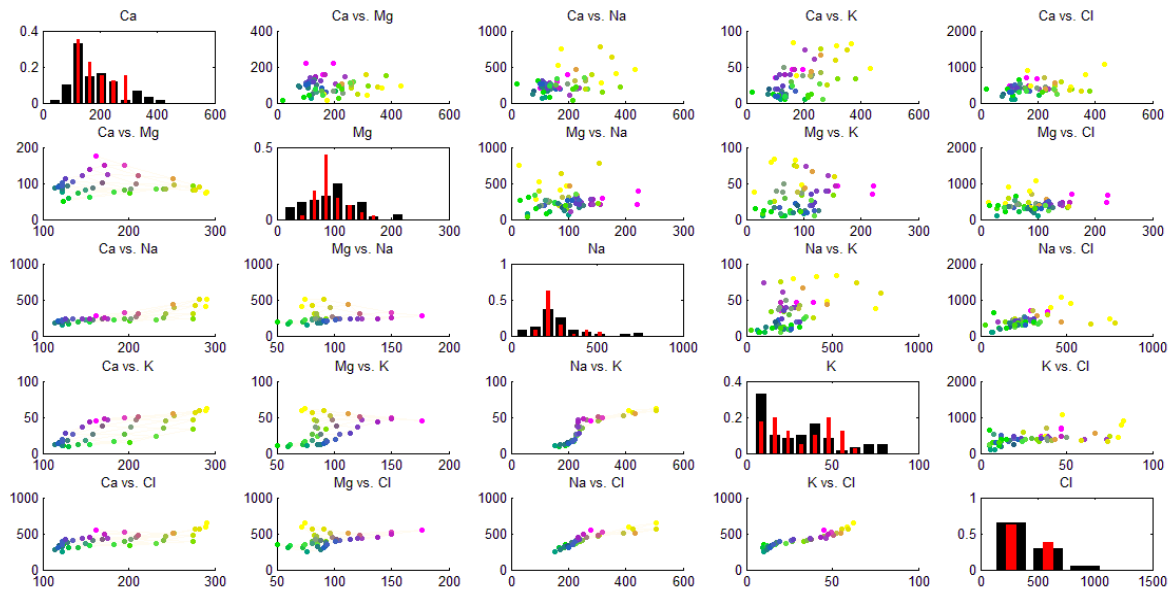 Ca Ca vs. Mg Ca vs. Na Ca vs. K Ca vs. Cl
0.4 400 1000 100 2000
0.2 200 500 50 1000
0 0 0 0 0
0 200 400 600 0 200 400 600 0 200 400 600 0 200 400 600 0 200 400 600
Ca vs. Mg Mg Mg vs. Na Mg vs. K Mg vs. Cl
200 0.5 1000 100 2000
100 500 50 1000
0 0 0 0 0
100 200 300 0 100 200 300 0 100 200 300 0 100 200 300 0 100 200 300
Ca vs. Na Mg vs. Na Na Na vs. K Na vs. Cl
1000 1000 1 100 2000
500 500 0.5 50 1000
0 0 0 0 0
100 200 300 50 100 150 200 0 500 1000 0 500 1000 0 500 1000
Ca vs. K Mg vs. K Na vs. K K K vs. Cl
100 100 100 0.4 2000
50 50 50 0.2 1000
0 0 0 0 0
100 200 300 50 100 150 200 0 200 400 600 0 50 100 0 50 100
Ca vs. Cl Mg vs. Cl Na vs. Cl K vs. Cl Cl
1000 1000 1000 1000 1
500 500 500 500 0.5
0 0 0 0 0
100 200 300 50 100 150 200 0 200 400 600 0 50 100 0 500 1000 1500